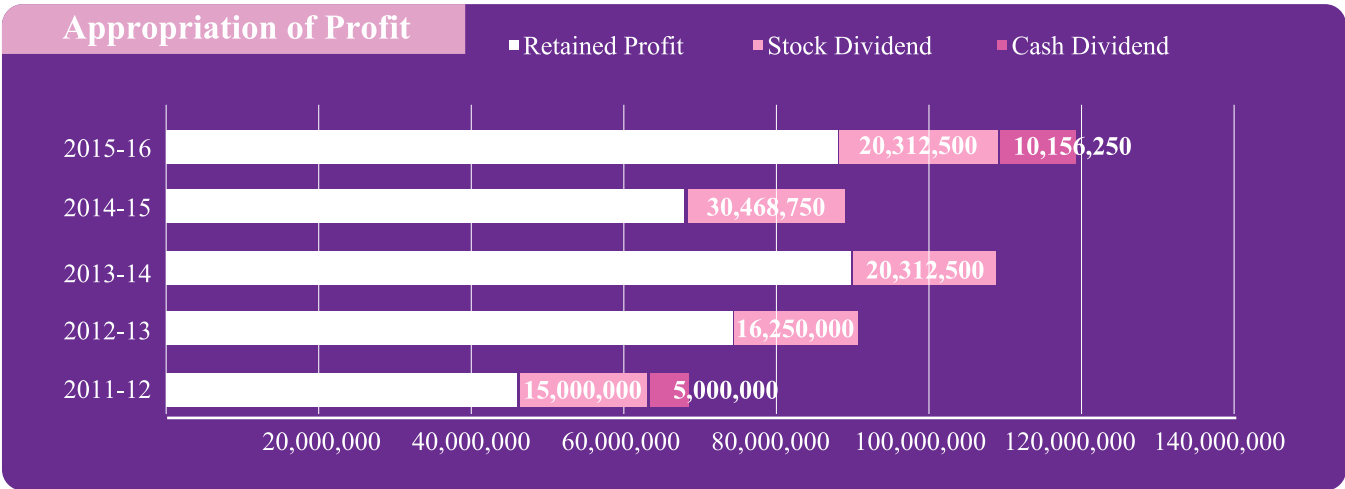 Appropriation of Profit
Retained Profit Stock Dividend Cash Dividend
2015-16 20,312,500 10,156,250
2014-15 30,468,750
2013-14 20,312,500
2012-13 16,250,000
2011-12 15,000,000 5,000,000
20,000,000 40,000,000 60,000,000 80,000,000 100,000,000 120,000,000 140,000,000